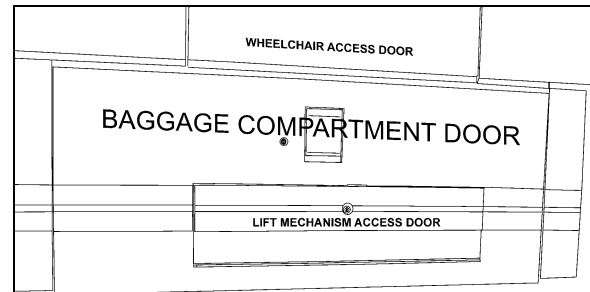 WHEELCHAIR ACCESS DOOR
BAGGAGE COMPARTMENT DOOR
LIFT MECHANISM ACCESS DOOR